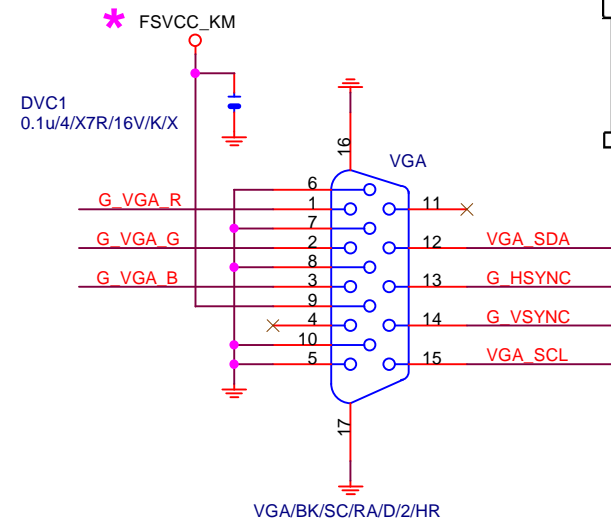 * FSVCC_KM
DVC1
0.1u/4/X7R/16V/K/X
16
VGA
6
G_VGA_R 1 11
7
G_VGA_G 2 12 VGA_SDA
8
G_VGA_B 3 13 G_HSYNC
9
4 14 G_VSYNC
10
5 15 VGA_SCL
17
VGA/BK/SC/RA/D/2/HR